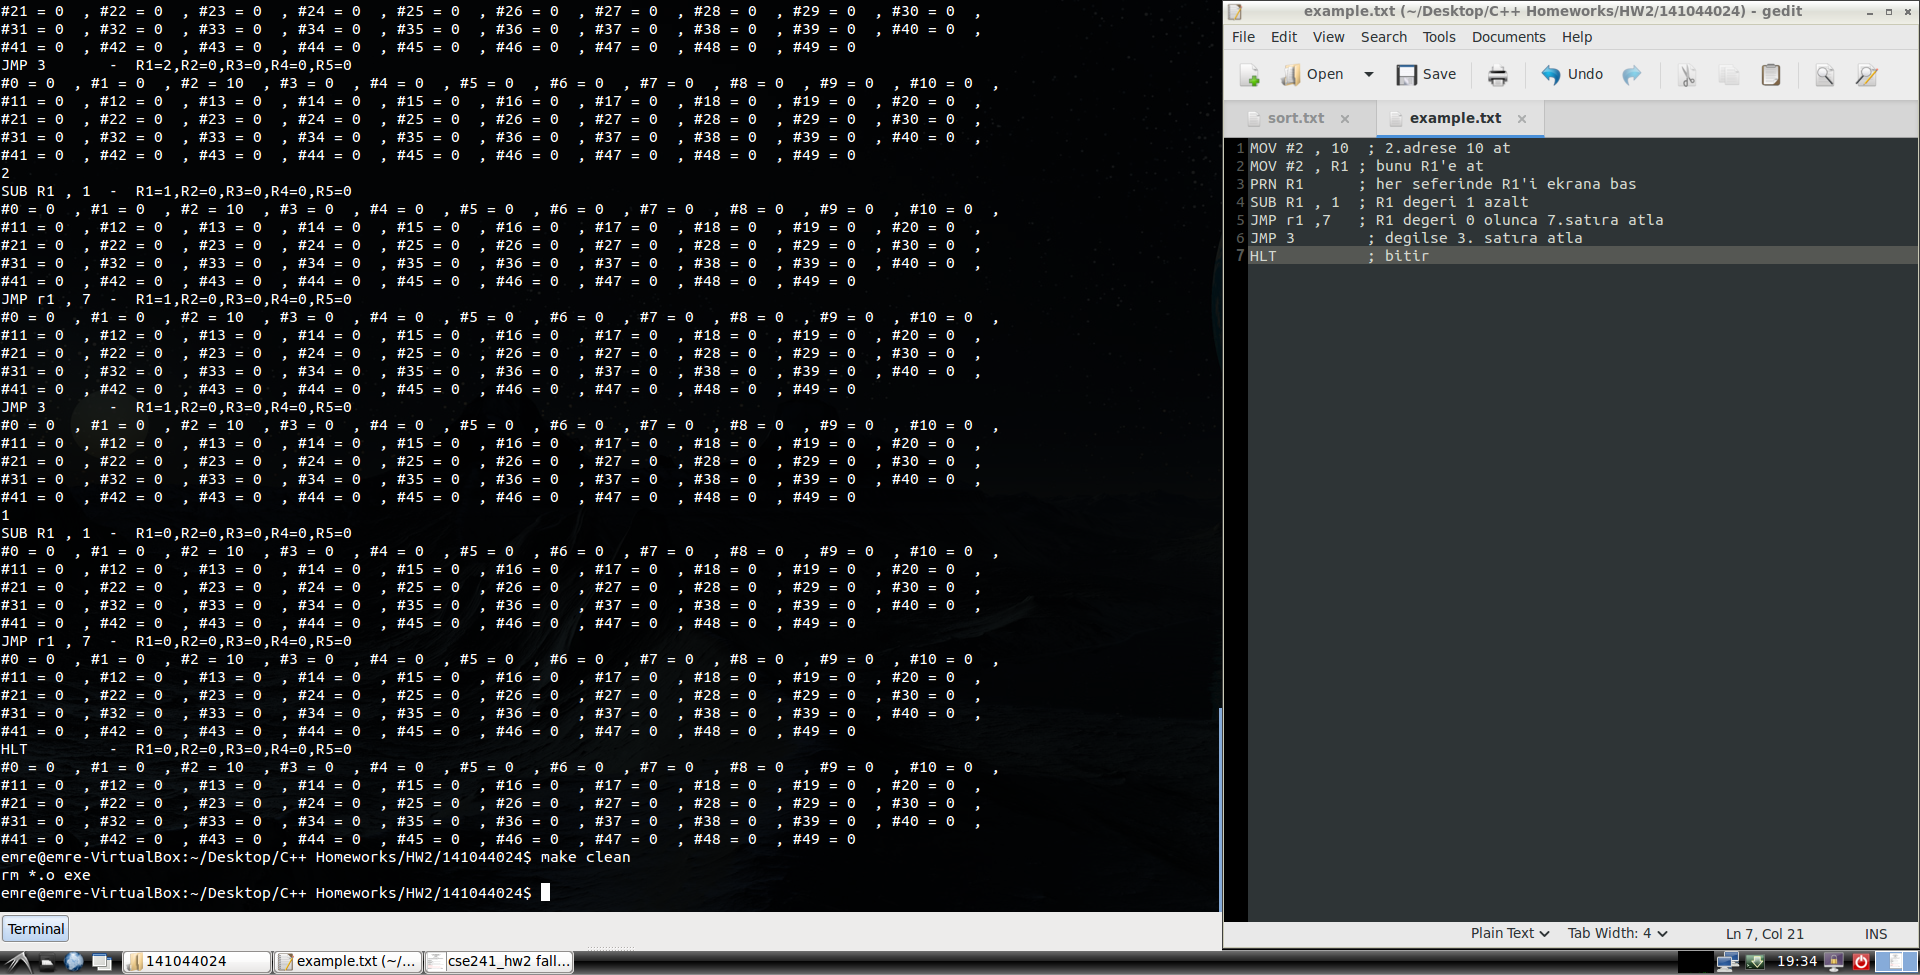 #21 = 0  , #22 = 0  , #23 = 0  , #24 = 0  , #25 = 0  , #26 = 0  , #27 = 0  , #28 = 0  , #29 = 0  , #30 = 0  ,
#31 = 0  , #32 = 0  , #33 = 0  , #34 = 0  , #35 = 0  , #36 = 0  , #37 = 0  , #38 = 0  , #39 = 0  , #40 = 0  ,
#41 = 0  , #42 = 0  , #43 = 0  , #44 = 0  , #45 = 0  , #46 = 0  , #47 = 0  , #48 = 0  , #49 = 0
JMP 3       -  R1=2,R2=0,R3=0,R4=0,R5=0
#0 = 0  , #1 = 0  , #2 = 10  , #3 = 0  , #4 = 0  , #5 = 0  , #6 = 0  , #7 = 0  , #8 = 0  , #9 = 0  , #10 = 0  ,
#11 = 0  , #12 = 0  , #13 = 0  , #14 = 0  , #15 = 0  , #16 = 0  , #17 = 0  , #18 = 0  , #19 = 0  , #20 = 0  ,
#21 = 0  , #22 = 0  , #23 = 0  , #24 = 0  , #25 = 0  , #26 = 0  , #27 = 0  , #28 = 0  , #29 = 0  , #30 = 0  ,
#31 = 0  , #32 = 0  , #33 = 0  , #34 = 0  , #35 = 0  , #36 = 0  , #37 = 0  , #38 = 0  , #39 = 0  , #40 = 0  ,
#41 = 0  , #42 = 0  , #43 = 0  , #44 = 0  , #45 = 0  , #46 = 0  , #47 = 0  , #48 = 0  , #49 = 0
2
SUB R1 , 1  -  R1=1,R2=0,R3=0,R4=0,R5=0
#0 = 0  , #1 = 0  , #2 = 10  , #3 = 0  , #4 = 0  , #5 = 0  , #6 = 0  , #7 = 0  , #8 = 0  , #9 = 0  , #10 = 0  ,
#11 = 0  , #12 = 0  , #13 = 0  , #14 = 0  , #15 = 0  , #16 = 0  , #17 = 0  , #18 = 0  , #19 = 0  , #20 = 0  ,
#21 = 0  , #22 = 0  , #23 = 0  , #24 = 0  , #25 = 0  , #26 = 0  , #27 = 0  , #28 = 0  , #29 = 0  , #30 = 0  ,
#31 = 0  , #32 = 0  , #33 = 0  , #34 = 0  , #35 = 0  , #36 = 0  , #37 = 0  , #38 = 0  , #39 = 0  , #40 = 0  ,
#41 = 0  , #42 = 0  , #43 = 0  , #44 = 0  , #45 = 0  , #46 = 0  , #47 = 0  , #48 = 0  , #49 = 0
JMP r1 , 7  -  R1=1,R2=0,R3=0,R4=0,R5=0
#0 = 0  , #1 = 0  , #2 = 10  , #3 = 0  , #4 = 0  , #5 = 0  , #6 = 0  , #7 = 0  , #8 = 0  , #9 = 0  , #10 = 0  ,
#11 = 0  , #12 = 0  , #13 = 0  , #14 = 0  , #15 = 0  , #16 = 0  , #17 = 0  , #18 = 0  , #19 = 0  , #20 = 0  ,
#21 = 0  , #22 = 0  , #23 = 0  , #24 = 0  , #25 = 0  , #26 = 0  , #27 = 0  , #28 = 0  , #29 = 0  , #30 = 0  ,
#31 = 0  , #32 = 0  , #33 = 0  , #34 = 0  , #35 = 0  , #36 = 0  , #37 = 0  , #38 = 0  , #39 = 0  , #40 = 0  ,
#41 = 0  , #42 = 0  , #43 = 0  , #44 = 0  , #45 = 0  , #46 = 0  , #47 = 0  , #48 = 0  , #49 = 0
JMP 3       -  R1=1,R2=0,R3=0,R4=0,R5=0
#0 = 0  , #1 = 0  , #2 = 10  , #3 = 0  , #4 = 0  , #5 = 0  , #6 = 0  , #7 = 0  , #8 = 0  , #9 = 0  , #10 = 0  ,
#11 = 0  , #12 = 0  , #13 = 0  , #14 = 0  , #15 = 0  , #16 = 0  , #17 = 0  , #18 = 0  , #19 = 0  , #20 = 0  ,
#21 = 0  , #22 = 0  , #23 = 0  , #24 = 0  , #25 = 0  , #26 = 0  , #27 = 0  , #28 = 0  , #29 = 0  , #30 = 0  ,
#31 = 0  , #32 = 0  , #33 = 0  , #34 = 0  , #35 = 0  , #36 = 0  , #37 = 0  , #38 = 0  , #39 = 0  , #40 = 0  ,
#41 = 0  , #42 = 0  , #43 = 0  , #44 = 0  , #45 = 0  , #46 = 0  , #47 = 0  , #48 = 0  , #49 = 0
1
SUB R1 , 1  -  R1=0,R2=0,R3=0,R4=0,R5=0
#0 = 0  , #1 = 0  , #2 = 10  , #3 = 0  , #4 = 0  , #5 = 0  , #6 = 0  , #7 = 0  , #8 = 0  , #9 = 0  , #10 = 0  ,
#11 = 0  , #12 = 0  , #13 = 0  , #14 = 0  , #15 = 0  , #16 = 0  , #17 = 0  , #18 = 0  , #19 = 0  , #20 = 0  ,
#21 = 0  , #22 = 0  , #23 = 0  , #24 = 0  , #25 = 0  , #26 = 0  , #27 = 0  , #28 = 0  , #29 = 0  , #30 = 0  ,
#31 = 0  , #32 = 0  , #33 = 0  , #34 = 0  , #35 = 0  , #36 = 0  , #37 = 0  , #38 = 0  , #39 = 0  , #40 = 0  ,
#41 = 0  , #42 = 0  , #43 = 0  , #44 = 0  , #45 = 0  , #46 = 0  , #47 = 0  , #48 = 0  , #49 = 0
JMP r1 , 7  -  R1=0,R2=0,R3=0,R4=0,R5=0
#0 = 0  , #1 = 0  , #2 = 10  , #3 = 0  , #4 = 0  , #5 = 0  , #6 = 0  , #7 = 0  , #8 = 0  , #9 = 0  , #10 = 0  ,
#11 = 0  , #12 = 0  , #13 = 0  , #14 = 0  , #15 = 0  , #16 = 0  , #17 = 0  , #18 = 0  , #19 = 0  , #20 = 0  ,
#21 = 0  , #22 = 0  , #23 = 0  , #24 = 0  , #25 = 0  , #26 = 0  , #27 = 0  , #28 = 0  , #29 = 0  , #30 = 0  ,
#31 = 0  , #32 = 0  , #33 = 0  , #34 = 0  , #35 = 0  , #36 = 0  , #37 = 0  , #38 = 0  , #39 = 0  , #40 = 0  ,
#41 = 0  , #42 = 0  , #43 = 0  , #44 = 0  , #45 = 0  , #46 = 0  , #47 = 0  , #48 = 0  , #49 = 0
HLT         -  R1=0,R2=0,R3=0,R4=0,R5=0
#0 = 0  , #1 = 0  , #2 = 10  , #3 = 0  , #4 = 0  , #5 = 0  , #6 = 0  , #7 = 0  , #8 = 0  , #9 = 0  , #10 = 0  ,
#11 = 0  , #12 = 0  , #13 = 0  , #14 = 0  , #15 = 0  , #16 = 0  , #17 = 0  , #18 = 0  , #19 = 0  , #20 = 0  ,
#21 = 0  , #22 = 0  , #23 = 0  , #24 = 0  , #25 = 0  , #26 = 0  , #27 = 0  , #28 = 0  , #29 = 0  , #30 = 0  ,
#31 = 0  , #32 = 0  , #33 = 0  , #34 = 0  , #35 = 0  , #36 = 0  , #37 = 0  , #38 = 0  , #39 = 0  , #40 = 0  ,
#41 = 0  , #42 = 0  , #43 = 0  , #44 = 0  , #45 = 0  , #46 = 0  , #47 = 0  , #48 = 0  , #49 = 0
emre@emre-VirtualBox:~/Desktop/C++ Homeworks/HW2/141044024$ make clean
rm *.o exe
emre@emre-VirtualBox:~/Desktop/C++ Homeworks/HW2/141044024$
Terminal
example.txt (~/Desktop/C++ Homeworks/HW2/141044024) - gedit
File Edit View Search Tools Documents Help
Open Save Undo
sort.txt example.txt
1 MOV #2 , 10  ; 2.adrese 10 at
2 MOV #2 , R1 ; bunu R1'e at
3 PRN R1      ; her seferinde R1'i ekrana bas
4 SUB R1 , 1  ; R1 degeri 1 azalt
5 JMP r1 ,7   ; R1 degeri 0 olunca 7.satıra atla
6 JMP 3        ; degilse 3. satıra atla
7 HLT          ; bitir
Plain Text Tab Width: 4 Ln 7, Col 21 INS
141044024 example.txt (~/... cse241_hw2 fall... 19:34